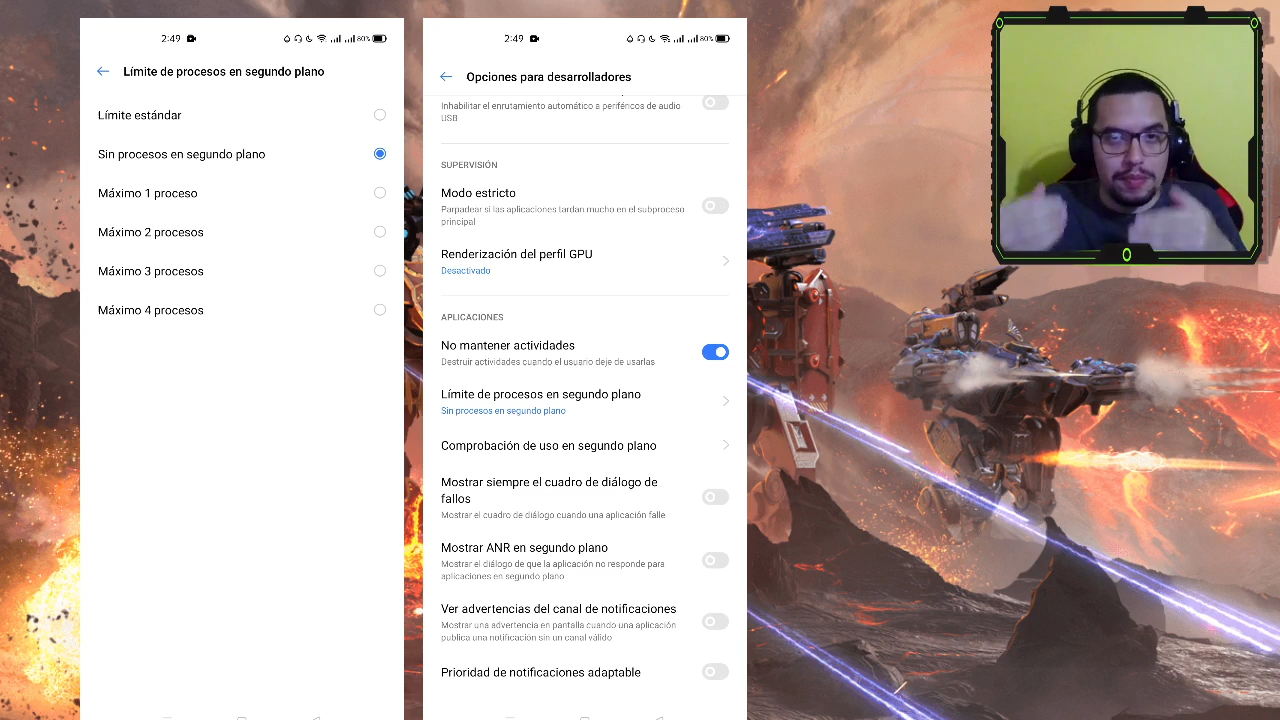 2:49
80%
Límite de procesos en segundo plano
Límite estándar
Sin procesos en segundo plano
Máximo 1 proceso
Máximo 2 procesos
Máximo 3 procesos
Máximo 4 procesos
2:49
80%
Opciones para desarrolladores
Inhabilitar el enrutamiento automático a periféricos de audio
USB
SUPERVISIÓN
Modo estricto
Parpadear si las aplicaciones tardan mucho en el subproceso
principal
Renderización del perfil GPU
Desactivado
APLICACIONES
No mantener actividades
Destruir actividades cuando el usuario deje de usarlas
Límite de procesos en segundo plano
Sin procesos en segundo plano
Comprobación de uso en segundo plano
Mostrar siempre el cuadro de diálogo de
fallos
Mostrar el cuadro de diálogo cuando una aplicación falle
Mostrar ANR en segundo plano
Mostrar el diálogo de que la aplicación no responde para
aplicaciones en segundo plano
Ver advertencias del canal de notificaciones
Mostrar una advertencia en pantalla cuando una aplicación
publica una notificación sin un canal válido
Prioridad de notificaciones adaptable